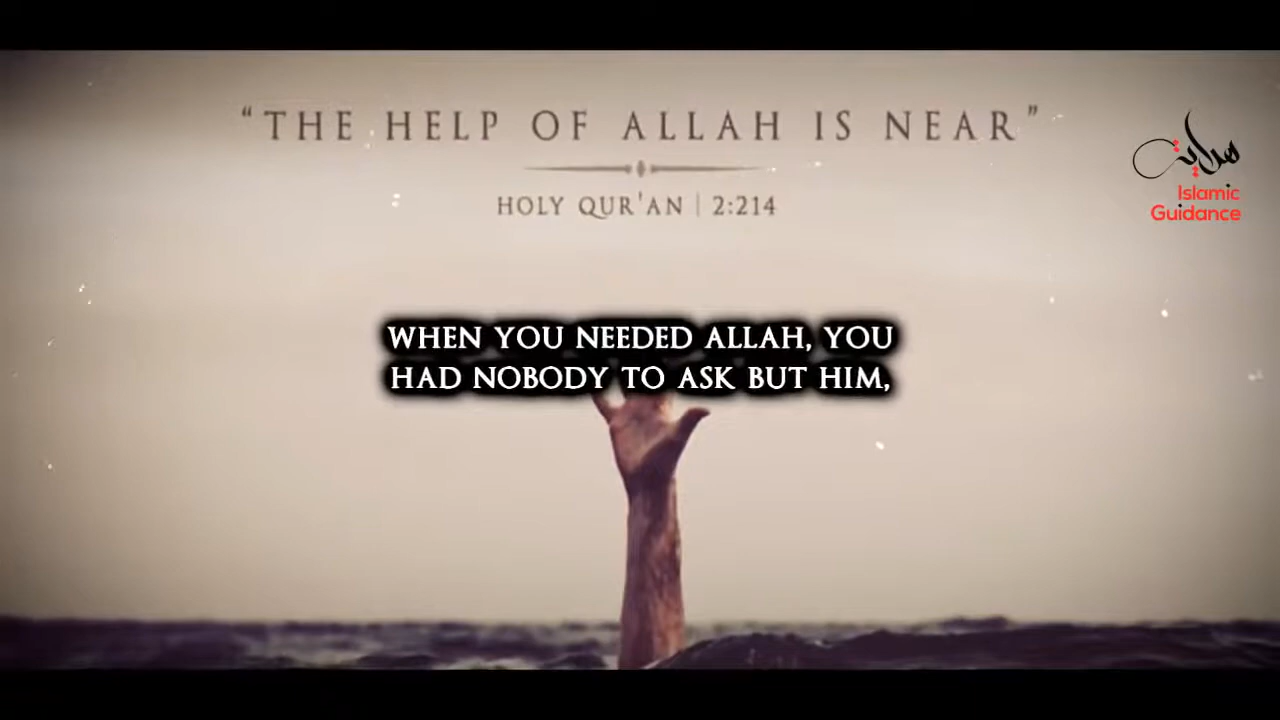 “THE HELP OF ALLAH IS NEAR”
HOLY QUR'AN | 2:214
هداية
Islamic
Guidance
WHEN YOU NEEDED ALLAH, YOU
HAD NOBODY TO ASK BUT HIM,